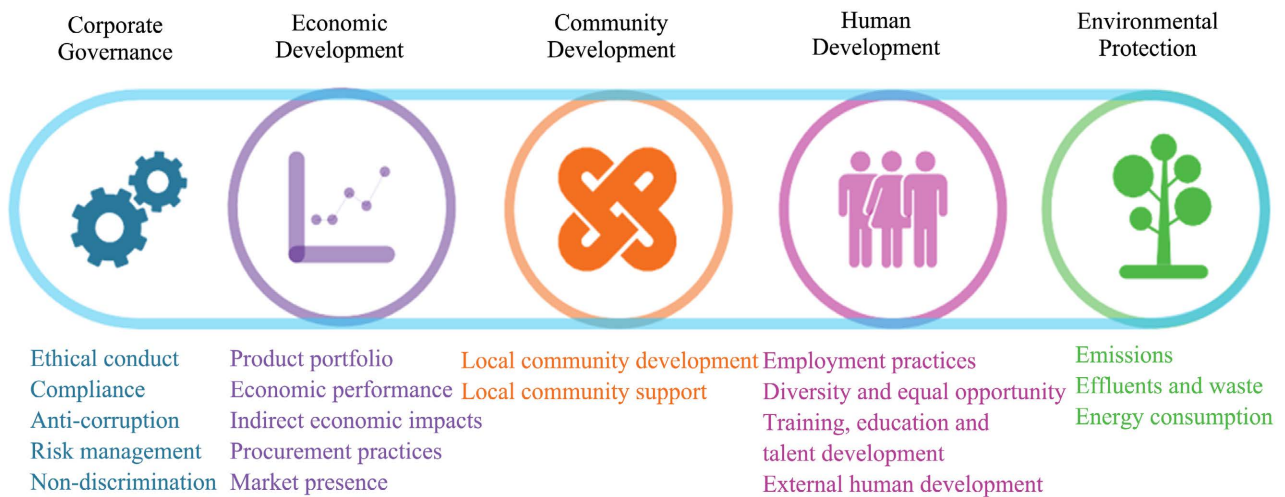 Corporate
Governance
Economic
Development
Community
Development
Human
Development
Environmental
Protection
Ethical conduct
Compliance
Anti-corruption
Risk management
Non-discrimination
Product portfolio
Economic performance
Indirect economic impacts
Procurement practices
Market presence
Local community development
Local community support
Employment practices
Diversity and equal opportunity
Training, education and
talent development
External human development
Emissions
Effluents and waste
Energy consumption